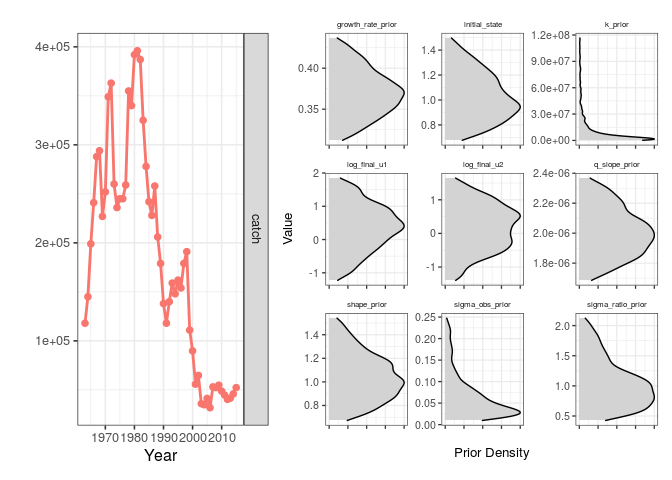 4e+05
3e+05
2e+05
1e+05
1970 1980 1990 2000 2010
Year
catch
Value
growth_rate_prior
0.40
0.35
initial_state
1.4
1.2
1.0
0.8
k_prior
1.2e+08
9.0e+07
6.0e+07
3.0e+07
0.0e+00
log_final_u1
2
1
0
-1
log_final_u2
1
0
-1
q_slope_prior
2.4e-06
2.2e-06
2.0e-06
1.8e-06
shape_prior
1.4
1.2
1.0
0.8
sigma_obs_prior
0.25
0.20
0.15
0.10
0.05
0.00
sigma_ratio_prior
2.0
1.5
1.0
0.5
Prior Density